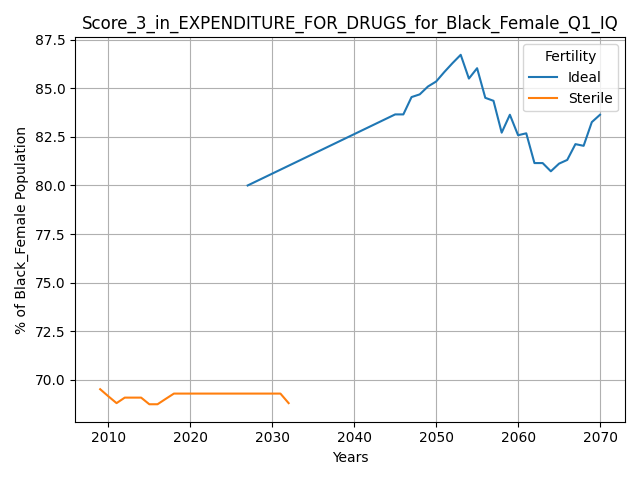 Score_3_in_EXPENDITURE_FOR_DRUGS_for_Black_Female_Q1_IQ
87.5
85.0
82.5
80.0
77.5
75.0
72.5
70.0
% of Black_Female Population
Fertility
Ideal
Sterile
2010
2020
2030
2040
2050
2060
2070
Years